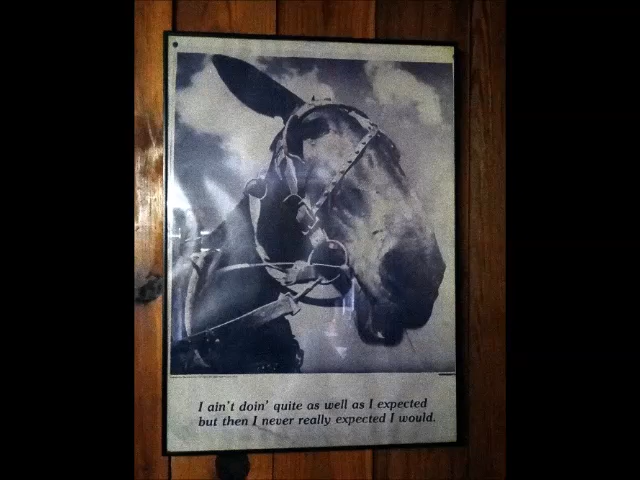 I ain't doin' quite as well as I expected
but then I never really expected I would.